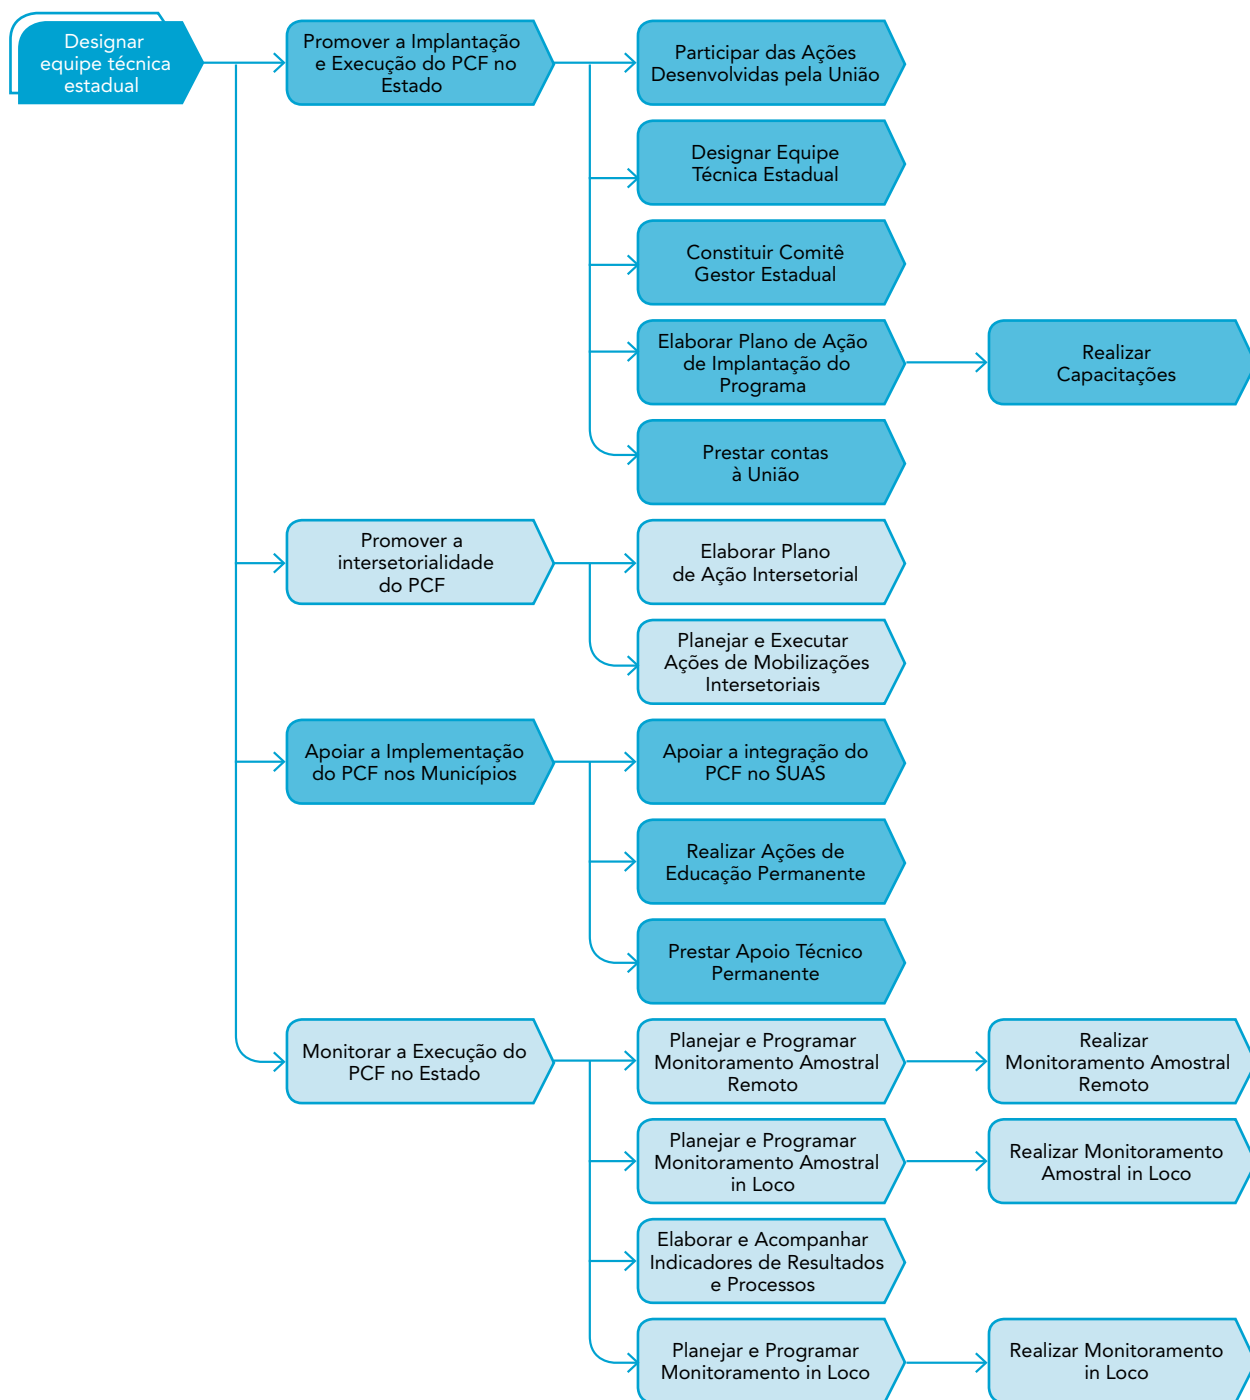 Designar
equipe técnica
estadual
Promover a Implantação
e Execução do PCF no
Estado
Participar das Ações
Desenvolvidas pela União
Designar Equipe
Técnica Estadual
Constituir Comitê
Gestor Estadual
Elaborar Plano de Ação
de Implantação do
Programa
Realizar
Capacitações
Prestar contas
à União
Promover a
intersetorialidade
do PCF
Elaborar Plano
de Ação Intersetorial
Planejar e Executar
Ações de Mobilizações
Intersetoriais
Apoiar a Implementação
do PCF nos Municípios
Apoiar a integração do
PCF no SUAS
Realizar Ações de
Educação Permanente
Prestar Apoio Técnico
Permanente
Monitorar a Execução do
PCF no Estado
Planejar e Programar
Monitoramento Amostral
Remoto
Realizar
Monitoramento Amostral
Remoto
Planejar e Programar
Monitoramento Amostral
in Loco
Realizar Monitoramento
Amostral in Loco
Elaborar e Acompanhar
Indicadores de Resultados
e Processos
Planejar e Programar
Monitoramento in Loco
Realizar Monitoramento
in Loco